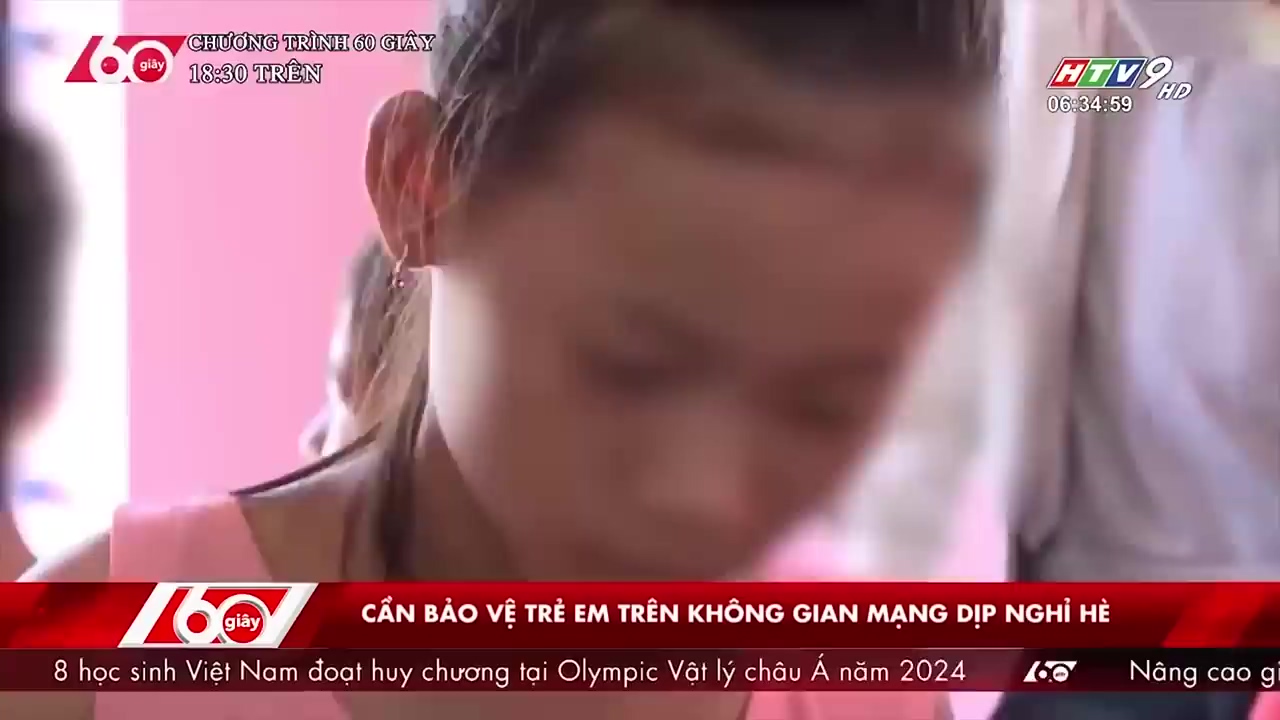 60 giây
CHƯƠNG TRÌNH 60 GIÂY
18:30 TRÊN
HTV9 HD
06:34:59
60 giây
CẦN BẢO VỆ TRẺ EM TRÊN KHÔNG GIAN MẠNG DỊP NGHỈ HÈ
8 học sinh Việt Nam đoạt huy chương tại Olympic Vật lý châu Á năm 2024 60 giây Nâng cao